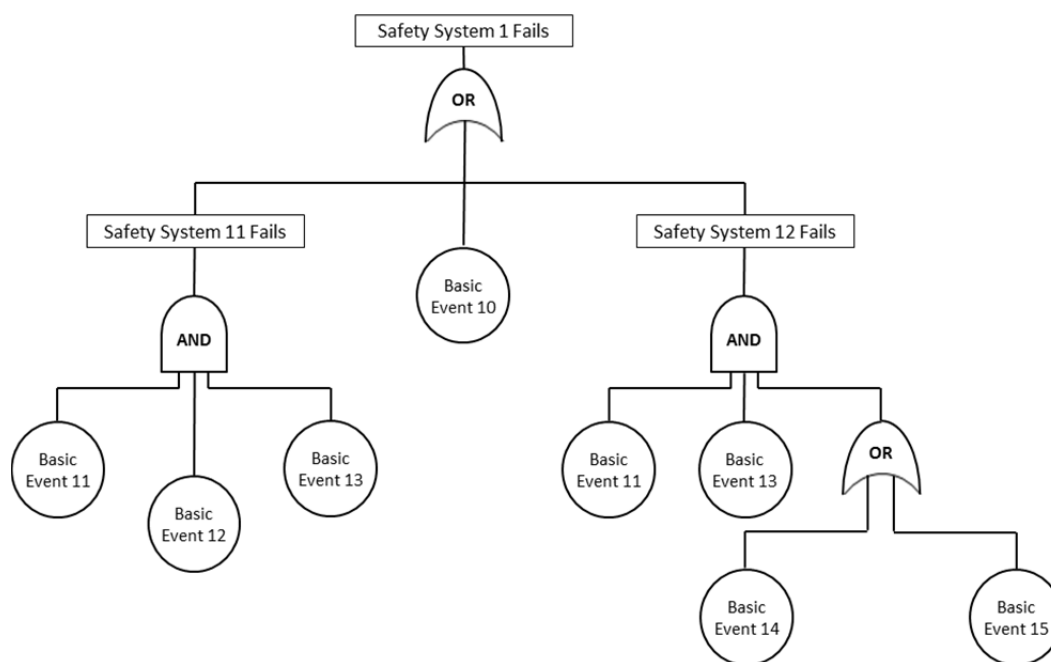 Safety System 1 Fails
OR
Safety System 11 Fails
Safety System 12 Fails
Basic
Event 10
AND
AND
Basic
Event 11
Basic
Event 12
Basic
Event 13
Basic
Event 11
Basic
Event 13
OR
Basic
Event 14
Basic
Event 15